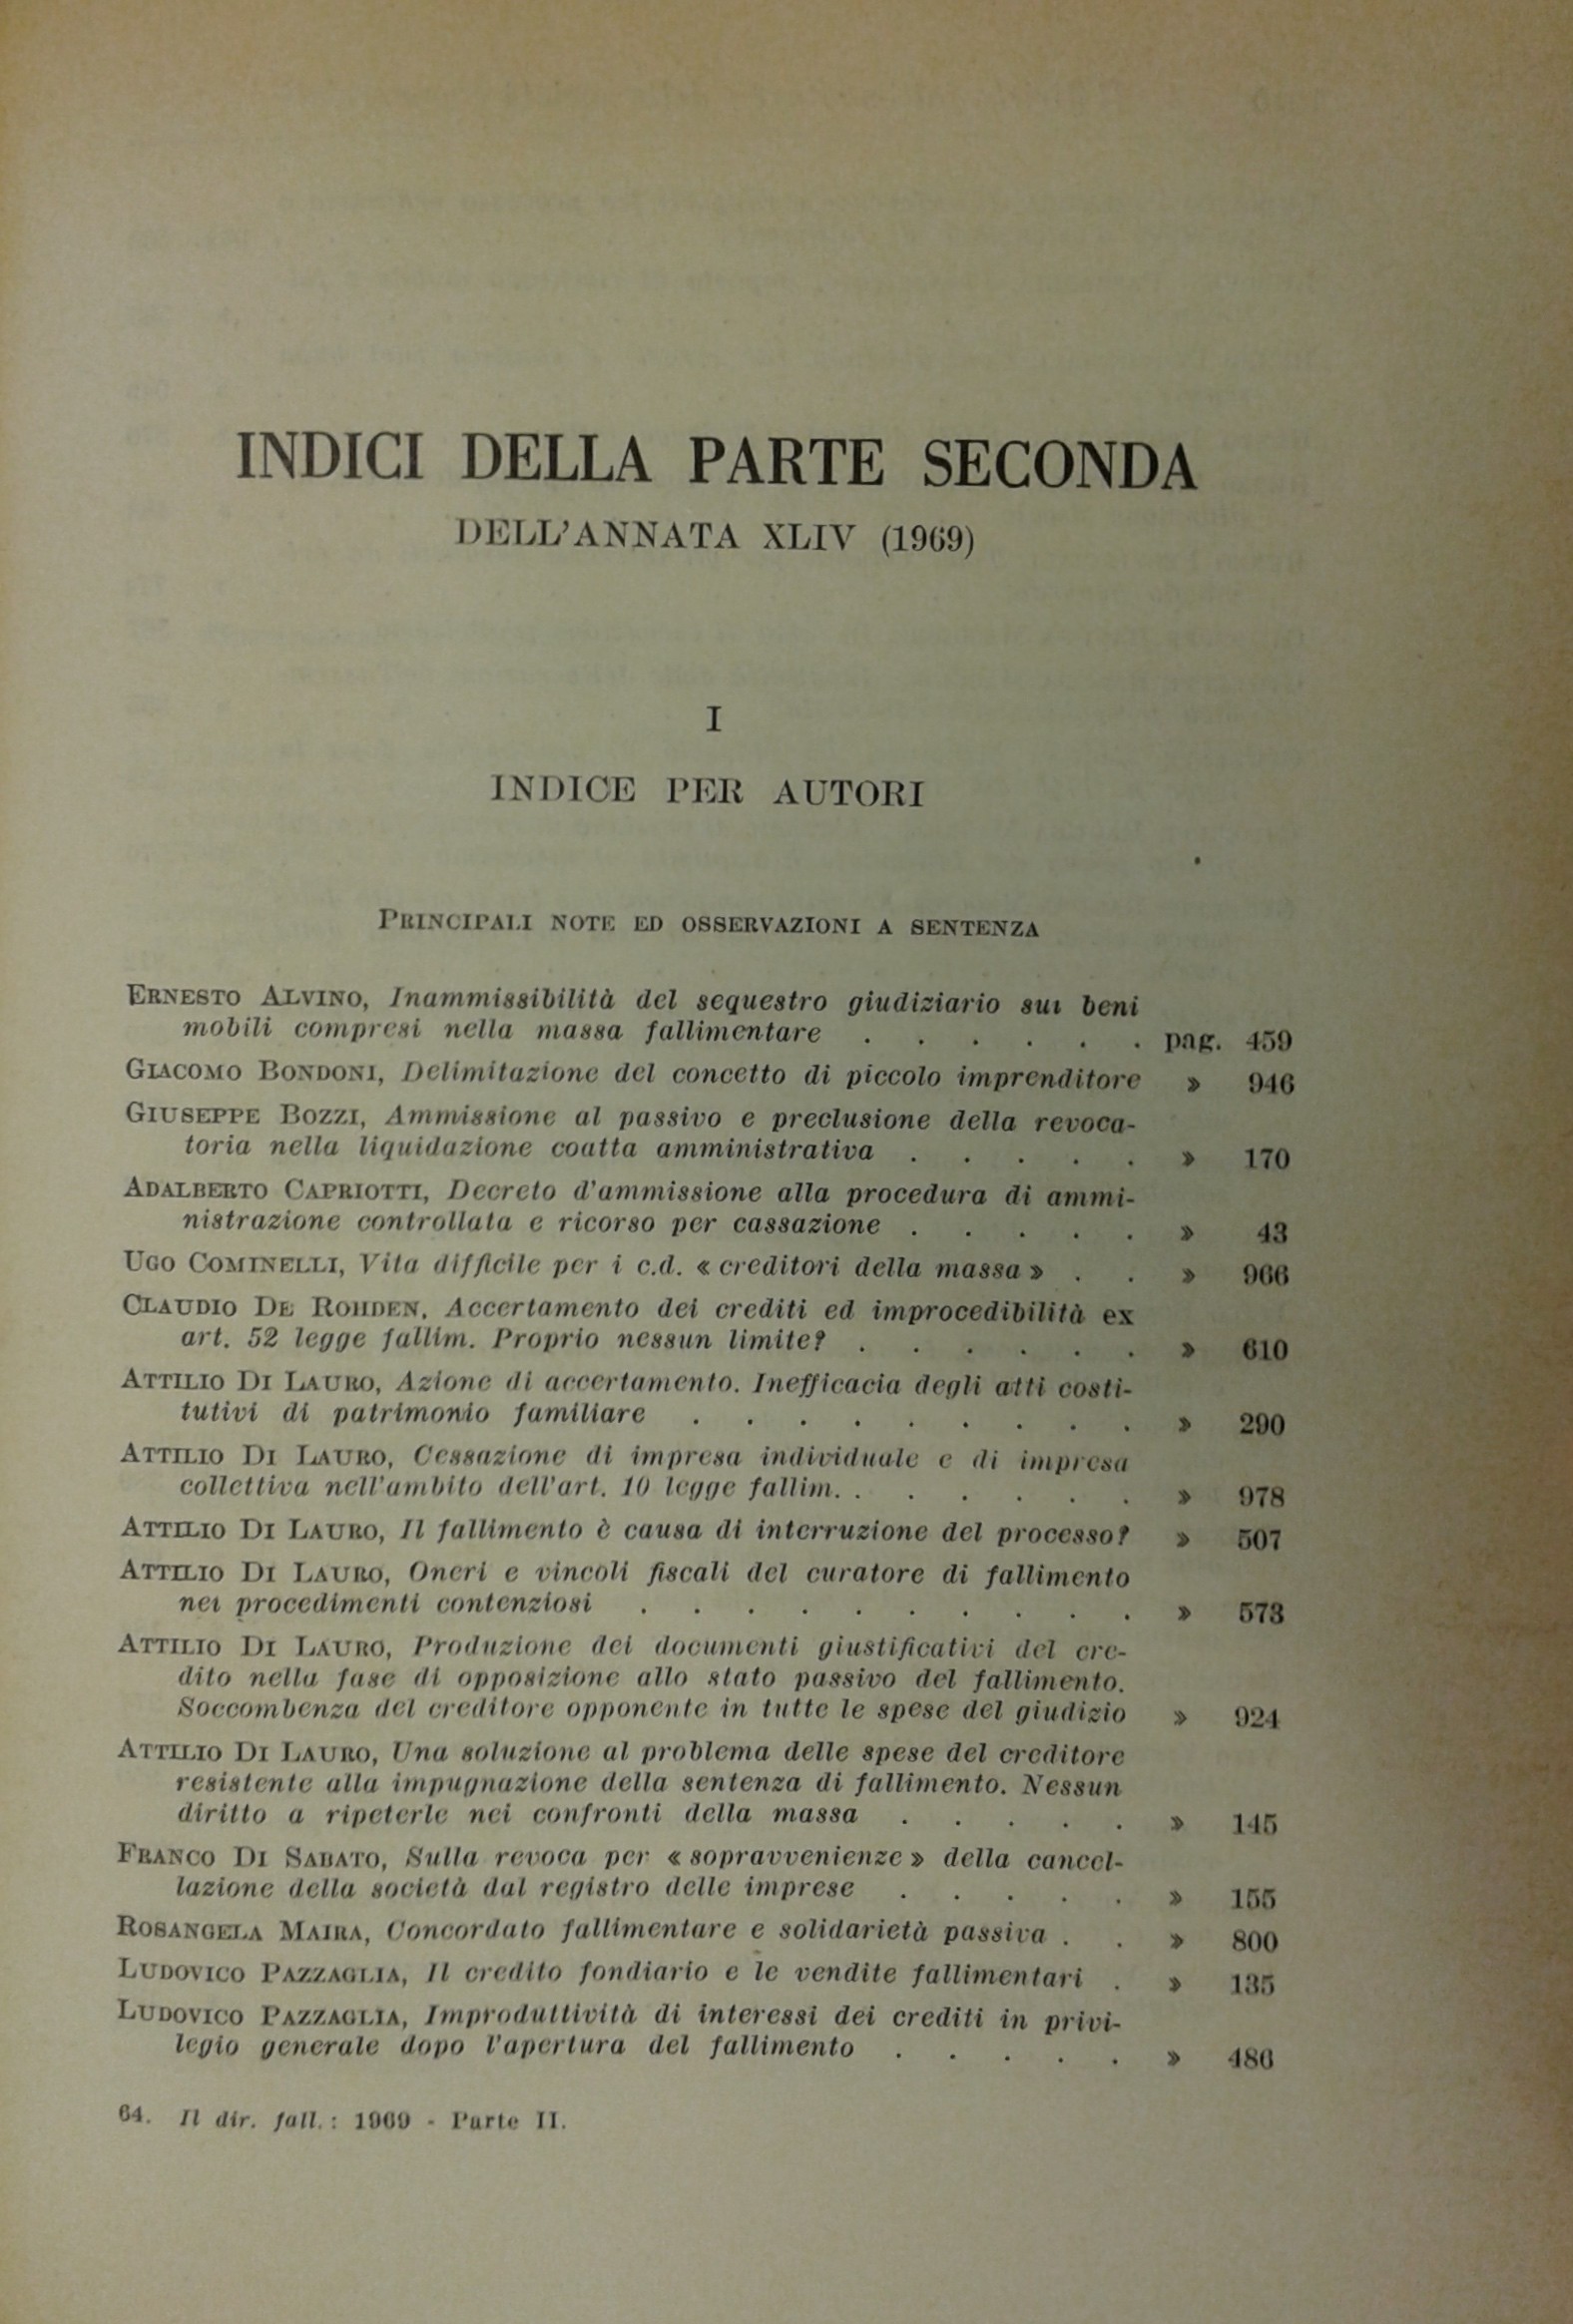 INDICI DELLA PARTE SECONDA
DELL'ANNATA XLIV (1969)
I
INDICE PER AUTORI
PRINCIPALI NOTE ED OSSERVAZIONI A SENTENZA
ERNESTO ALVINO, Inammissibilità del sequestro giudiziario sui beni
mobili compresi nella massa fallimentare . . . . . . pag. 459
GIACOMO BONDONI, Delimitazione del concetto di piccolo imprenditore » 946
GIUSEPPE BOZZI, Ammissione al passivo e preclusione della revoca-
toria nella liquidazione coatta amministrativa . . . . . » 170
ADALBERTO CAPRIOTTI, Decreto d'ammissione alla procedura di ammi-
nistrazione controllata e ricorso per cassazione . . . . . » 43
UGO COMINELLI, Vita difficile per i c.d. « creditori della massa » . . » 966
CLAUDIO DE ROHDEN, Accertamento dei crediti ed improcedibilità ex
art. 52 legge fallim. Proprio nessun limite? . . . . . . » 610
ATTILIO DI LAURO, Azione di accertamento. Inefficacia degli atti costi-
tutivi di patrimonio familiare . . . . . . . . . » 290
ATTILIO DI LAURO, Cessazione di impresa individuale e di impresa
collettiva nell'ambito dell'art. 10 legge fallim. . . . . . . » 978
ATTILIO DI LAURO, Il fallimento è causa di interruzione del processo? » 507
ATTILIO DI LAURO, Oneri e vincoli fiscali del curatore di fallimento
nei procedimenti contenziosi . . . . . . . . . . » 573
ATTILIO DI LAURO, Produzione dei documenti giustificativi del cre-
dito nella fase di opposizione allo stato passivo del fallimento.
Soccombenza del creditore opponente in tutte le spese del giudizio » 924
ATTILIO DI LAURO, Una soluzione al problema delle spese del creditore
resistente alla impugnazione della sentenza di fallimento. Nessun
diritto a ripeterle nei confronti della massa . . . . . » 145
FRANCO DI SABATO, Sulla revoca per « sopravvenienze » della cancel-
lazione della società dal registro delle imprese . . . . . » 155
ROSANGELA MAIRA, Concordato fallimentare e solidarietà passiva . . » 800
LUDOVICO PAZZAGLIA, Il credito fondiario e le vendite fallimentari . » 135
LUDOVICO PAZZAGLIA, Improduttività di interessi dei crediti in privi-
legio generale dopo l'apertura del fallimento . . . . . » 486
64. Il dir. fall.: 1969 - Parte II.